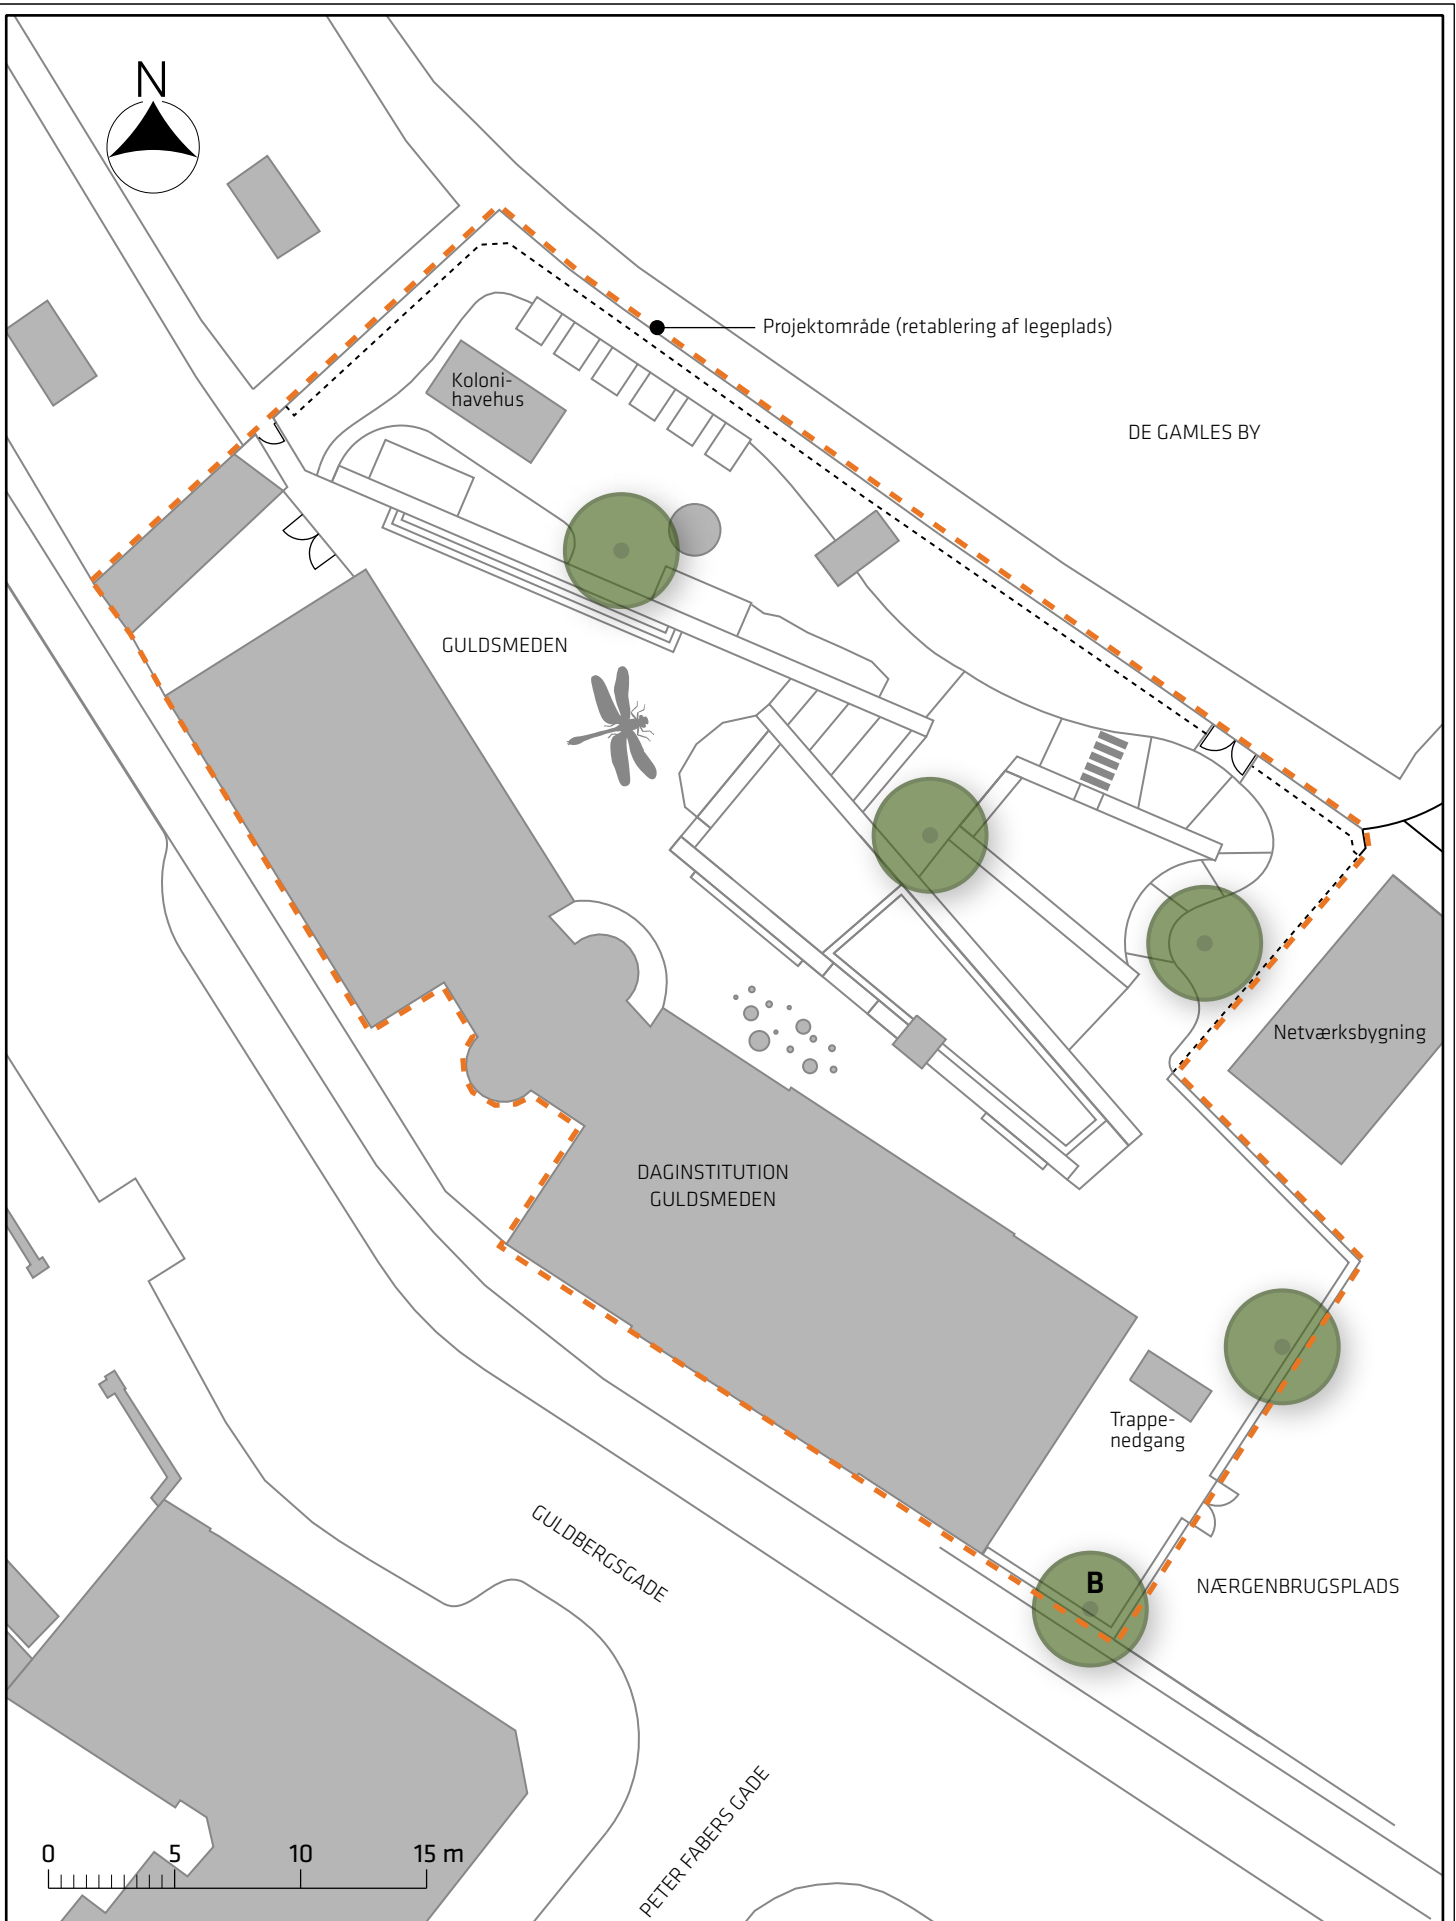 N
Projektområde (retablering af legeplads)
Koloni-
havehus
DE GAMLES BY
GULDSMEDEN
Netværksbygning
DAGINSTITUTION
GULDSMEDEN
Trappe-
nedgang
GULDBERGSGADE
B
NÆRGENBRUGSPLADS
PETER FABERS GADE
0 5 10 15 m